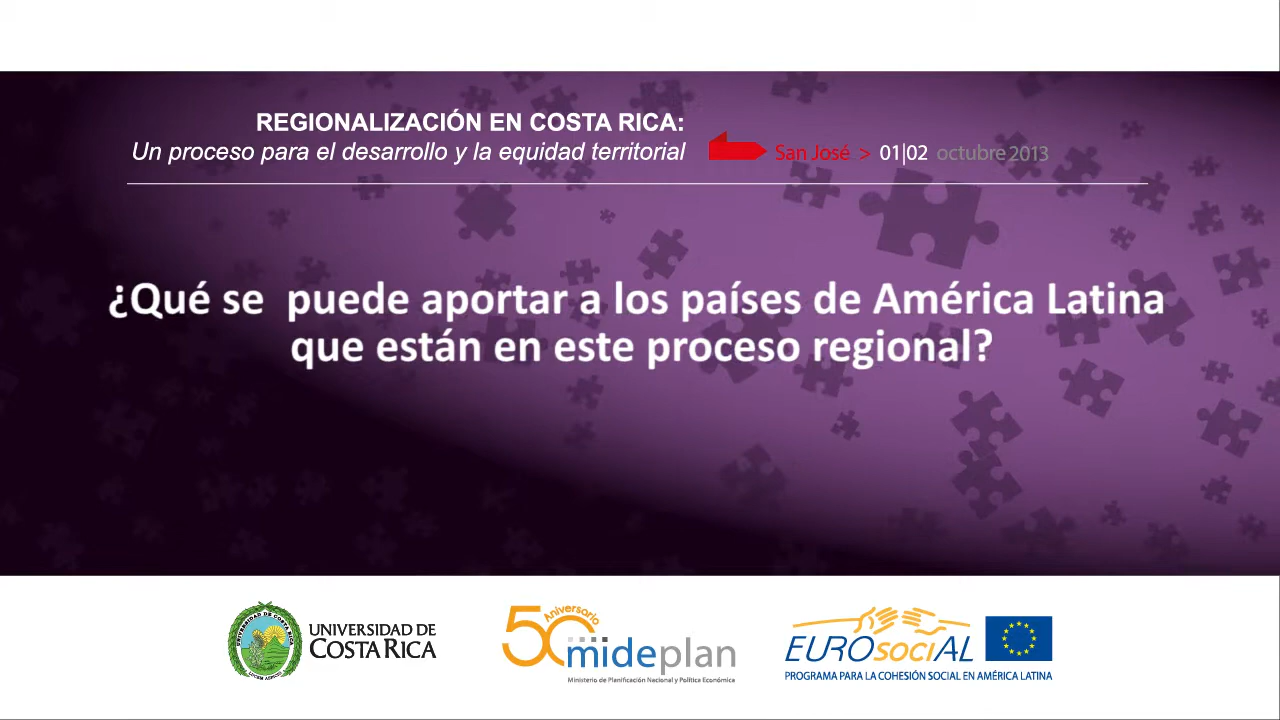 REGIONALIZACIÓN EN COSTA RICA:
Un proceso para el desarrollo y la equidad territorial
San José > 01|02 octubre 2013
¿Qué se puede aportar a los países de América Latina
que están en este proceso regional?
UNIVERSIDAD DE
COSTA RICA
50 Aniversario
mideplan
Ministerio de Planificación Nacional y Política Económica
EUROsociAL
PROGRAMA PARA LA COHESIÓN SOCIAL EN AMÉRICA LATINA